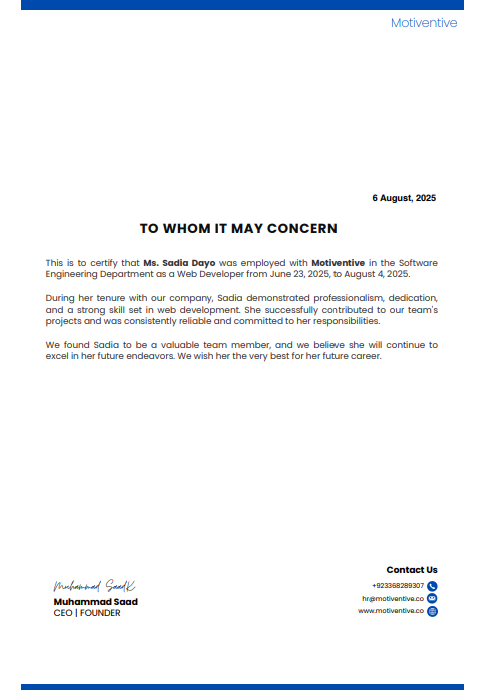 Motiventive
6 August, 2025
TO WHOM IT MAY CONCERN
This is to certify that Ms. Sadia Dayo was employed with Motiventive in the Software
Engineering Department as a Web Developer from June 23, 2025, to August 4, 2025.
During her tenure with our company, Sadia demonstrated professionalism, dedication,
and a strong skill set in web development. She successfully contributed to our team's
projects and was consistently reliable and committed to her responsibilities.
We found Sadia to be a valuable team member, and we believe she will continue to
excel in her future endeavors. We wish her the very best for her future career.
Muhammad SaadK
Muhammad Saad
CEO | FOUNDER
Contact Us
+923368289307
hr@motiventive.co
www.motiventive.co